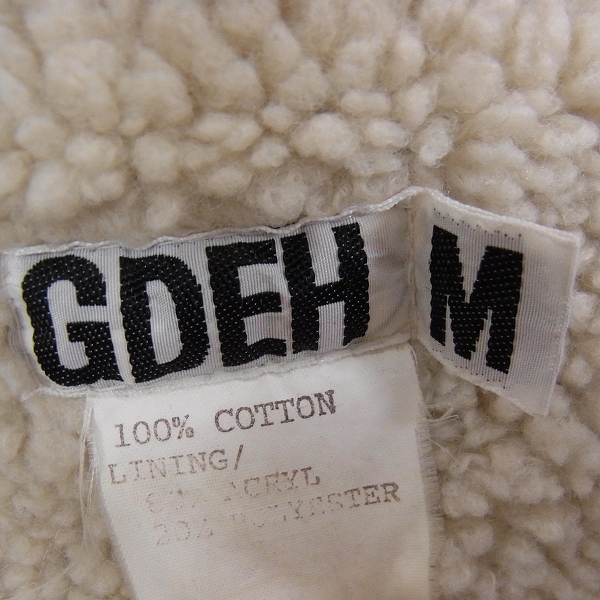 GDEH
M
100% COTTON
LINING/
ACRYL
20% POLYESTER